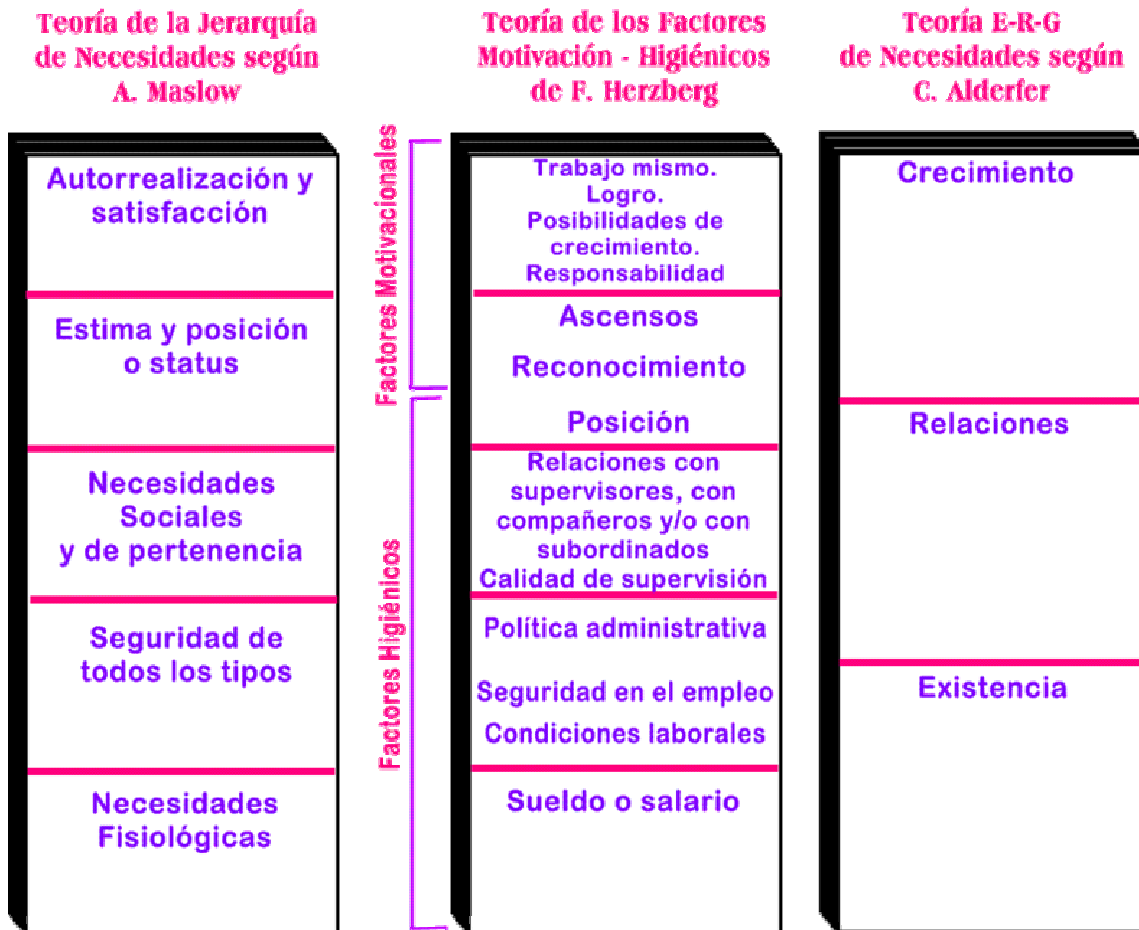 Teoría de la Jerarquía
de Necesidades según
A. Maslow
Autorrealización y
satisfacción
Estima y posición
o status
Necesidades
Sociales
y de pertenencia
Seguridad de
todos los tipos
Necesidades
Fisiológicas
Teoría de los Factores
Motivación - Higiénicos
de F. Herzberg
Factores Motivacionales
Trabajo mismo.
Logro.
Posibilidades de
crecimiento.
Responsabilidad
Ascensos
Reconocimiento
Factores Higiénicos
Posición
Relaciones con
supervisores, con
compañeros y/o con
subordinados
Calidad de supervisión
Política administrativa
Seguridad en el empleo
Condiciones laborales
Sueldo o salario
Teoría E-R-G
de Necesidades según
C. Alderfer
Crecimiento
Relaciones
Existencia